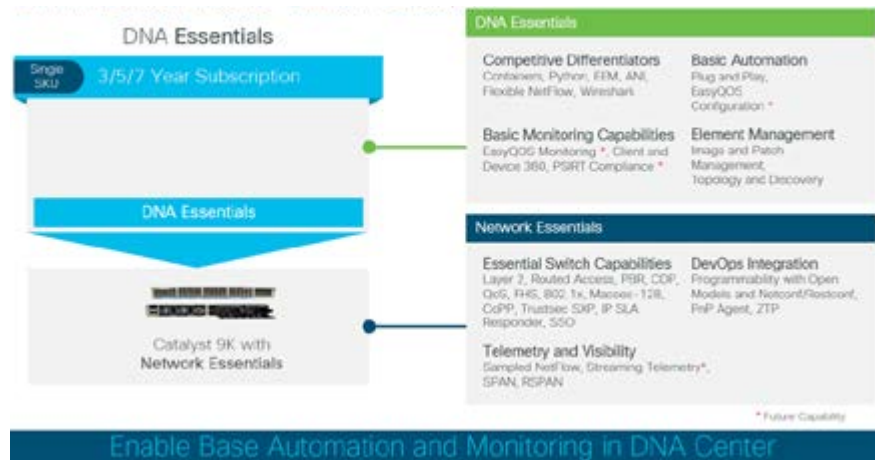 DNA Essentials
Single
SKU
3/5/7 Year Subscription
DNA Essentials
Catalyst 9K with
Network Essentials
DNA Essentials
Competitive Differentiators
Containers, Python, EEM, ANI,
Flexible NetFlow, Wireshark
Basic Automation
Plug and Play,
EasyQOS
Configuration *
Basic Monitoring Capabilities
EasyQOS Monitoring *, Client and
Device 360, PSIRT Compliance *
Element Management
Image and Patch
Management,
Topology and Discovery
Network Essentials
Essential Switch Capabilities
Layer 2, Routed Access, PBR, CDP,
QoS, FHS, 802.1x, Macsec-128,
CoPP, Trustsec SXP, IP SLA
Responder, SSO
DevOps Integration
Programmability with Open
Models and Netconf/Restconf,
PnP Agent, ZTP
Telemetry and Visibility
Sampled NetFlow, Streaming Telemetry*,
SPAN, RSPAN
* Future Capability
Enable Base Automation and Monitoring in DNA Center